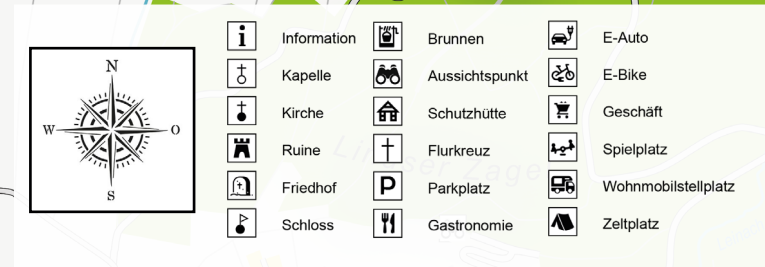 N
W
O
S
Information
Kapelle
Kirche
Ruine
Friedhof
Schloss
Brunnen
Aussichtspunkt
Schutzhütte
Flurkreuz
P Parkplatz
Gastronomie
E-Auto
E-Bike
Geschäft
Spielplatz
Wohnmobilstellplatz
Zeltplatz